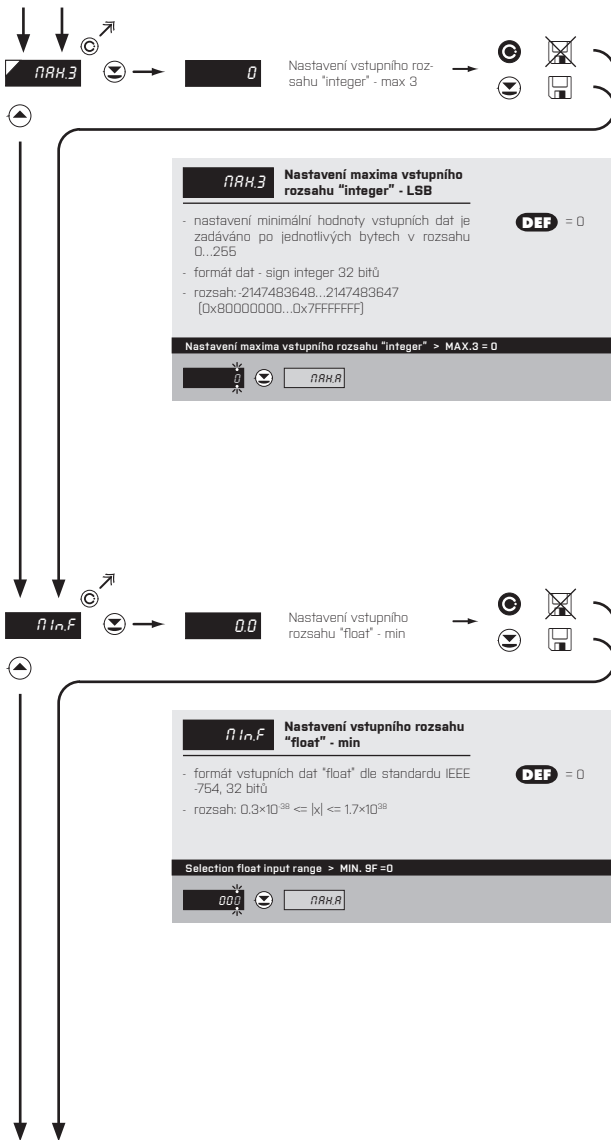 MAX.3
0
Nastavení vstupního roz-
sahu "integer" - max 3
MAX.3
Nastavení maxima vstupního
rozsahu "integer" - LSB
- nastavení minimální hodnoty vstupních dat je
zadáváno po jednotlivých bytech v rozsahu
0...255
- formát dat - sign integer 32 bitů
- rozsah: -2147483648...2147483647
(0x80000000...0x7FFFFFFF)
DEF = 0
Nastavení maxima vstupního rozsahu "integer" > MAX.3 = 0
0
MAX.A
MIn.F
0.0
Nastavení vstupního
rozsahu "float" - min
MIn.F
Nastavení vstupního rozsahu
"float" - min
- formát vstupních dat "float" dle standardu IEEE
-754, 32 bitů
- rozsah: 0.3×10⁻³⁸ <= |x| <= 1.7×10³⁸
DEF = 0
Selection float input range > MIN. 9F =0
000
MAX.A